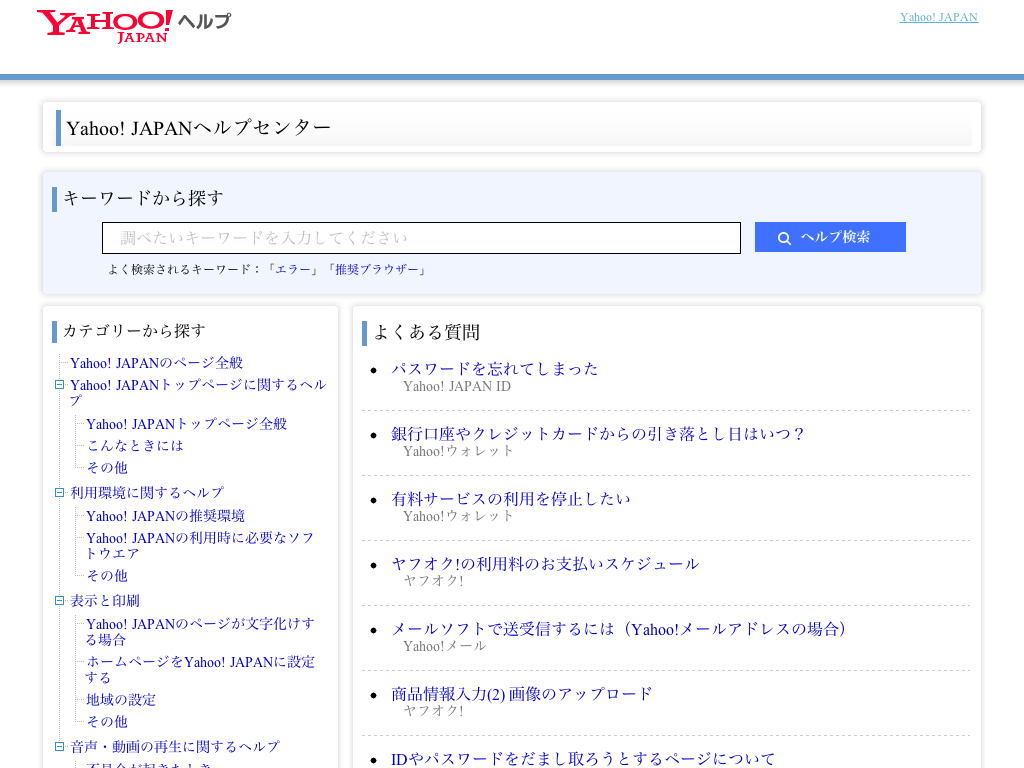 YAHOO! JAPAN ヘルプ
Yahoo! JAPAN
Yahoo! JAPANヘルプセンター
キーワードから探す
調べたいキーワードを入力してください
ヘルプ検索
よく検索されるキーワード：「エラー」「推奨ブラウザー」
カテゴリーから探す
Yahoo! JAPANのページ全般
Yahoo! JAPANトップページに関するヘル
プ
Yahoo! JAPANトップページ全般
こんなときには
その他
利用環境に関するヘルプ
Yahoo! JAPANの推奨環境
Yahoo! JAPANの利用時に必要なソフ
トウエア
その他
表示と印刷
Yahoo! JAPANのページが文字化けす
る場合
ホームページをYahoo! JAPANに設定
する
地域の設定
その他
音声・動画の再生に関するヘルプ
よくある質問
パスワードを忘れてしまった
Yahoo! JAPAN ID
銀行口座やクレジットカードからの引き落とし日はいつ？
Yahoo!ウォレット
有料サービスの利用を停止したい
Yahoo!ウォレット
ヤフオク!の利用料のお支払いスケジュール
ヤフオク!
メールソフトで送受信するには（Yahoo!メールアドレスの場合）
Yahoo!メール
商品情報入力(2) 画像のアップロード
ヤフオク!
IDやパスワードをだまし取ろうとするページについて